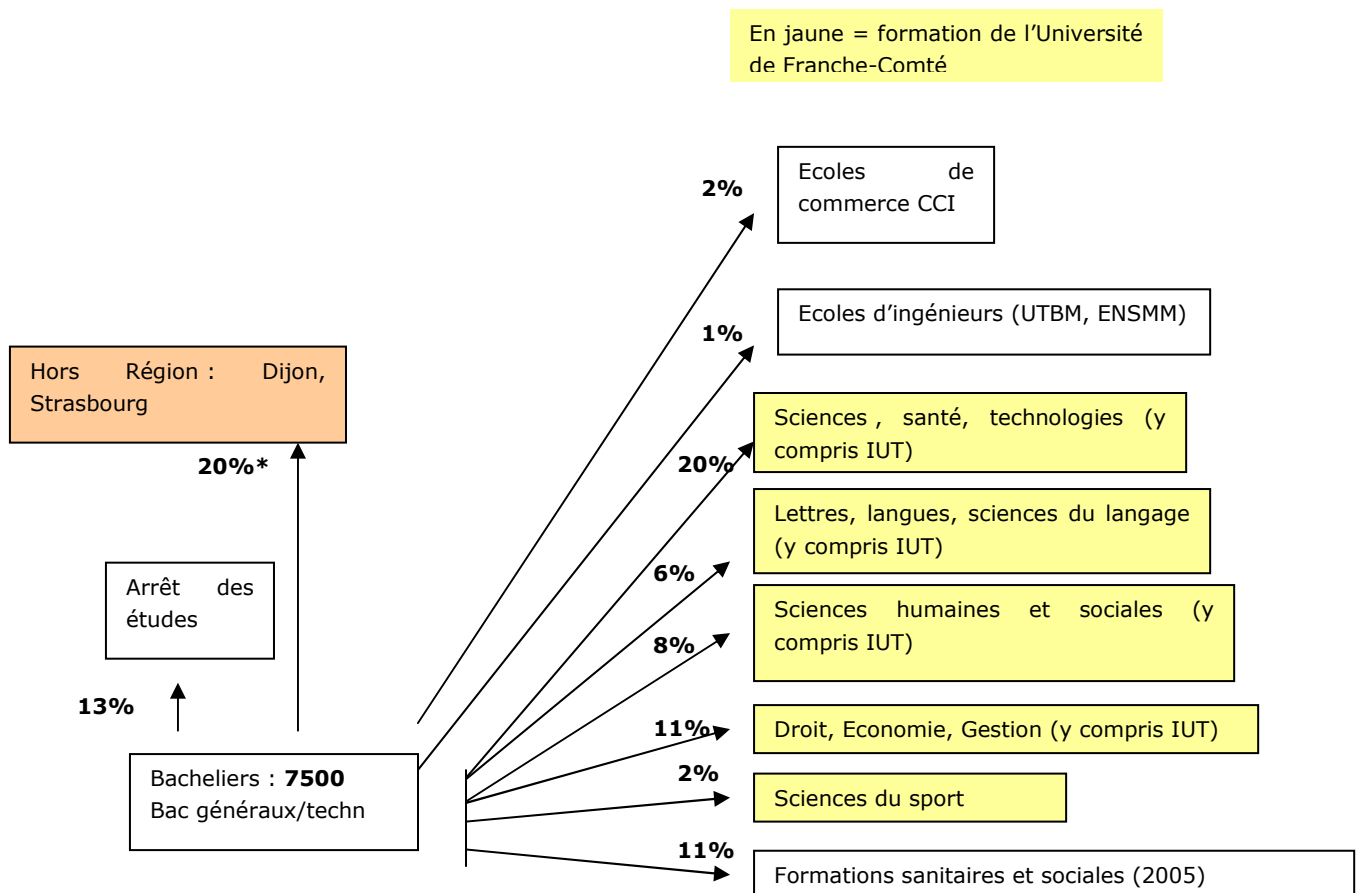 En jaune = formation de l’Université
de Franche-Comté
2%
Ecoles de
commerce CCI
1%
Ecoles d’ingénieurs (UTBM, ENSMM)
Hors Région : Dijon,
Strasbourg
20%*
20%
Sciences , santé, technologies (y
compris IUT)
6%
Lettres, langues, sciences du langage
(y compris IUT)
Arrêt des
études
13%
8%
Sciences humaines et sociales (y
compris IUT)
11%
Droit, Economie, Gestion (y compris IUT)
Bacheliers : 7500
Bac généraux/techn
2%
Sciences du sport
11%
Formations sanitaires et sociales (2005)